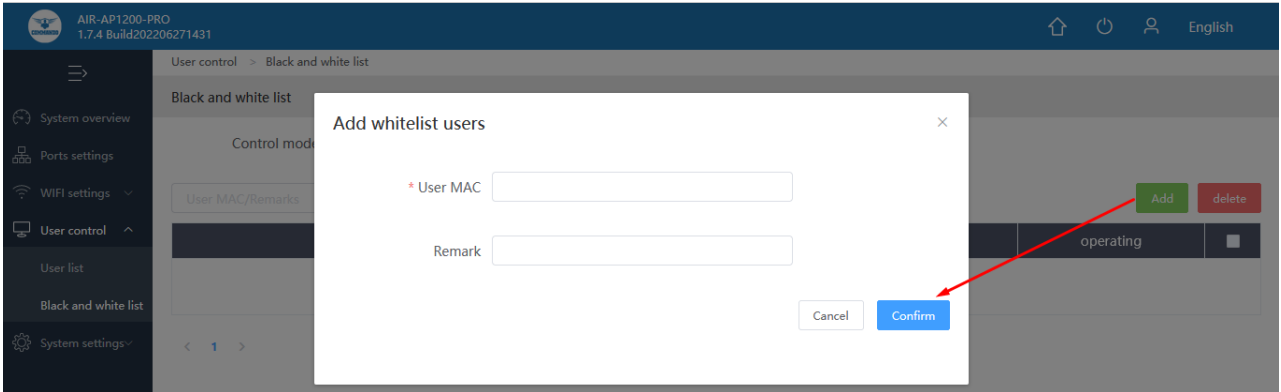 AIR-AP1200-PRO
1.7.4 Build202206271431
English
User control > Black and white list
System overview
Ports settings
WIFI settings
User control
User list
Black and white list
System settings
Black and white list
Control mode
User MAC/Remarks
Add
delete
operating
< 1 >
Add whitelist users
* User MAC
Remark
Cancel
Confirm